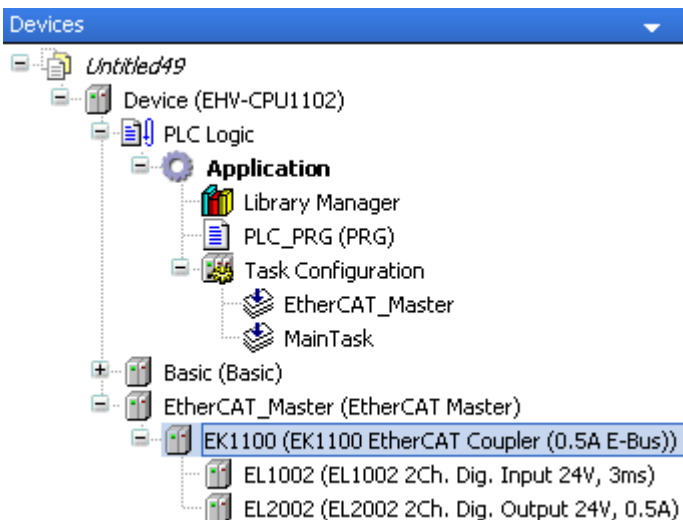 Devices
Untitled49
Device (EHV-CPU1102)
PLC Logic
Application
Library Manager
PLC_PRG (PRG)
Task Configuration
EtherCAT_Master
MainTask
Basic (Basic)
EtherCAT_Master (EtherCAT Master)
EK1100 (EK1100 EtherCAT Coupler (0.5A E-Bus))
EL1002 (EL1002 2Ch. Dig. Input 24V, 3ms)
EL2002 (EL2002 2Ch. Dig. Output 24V, 0.5A)